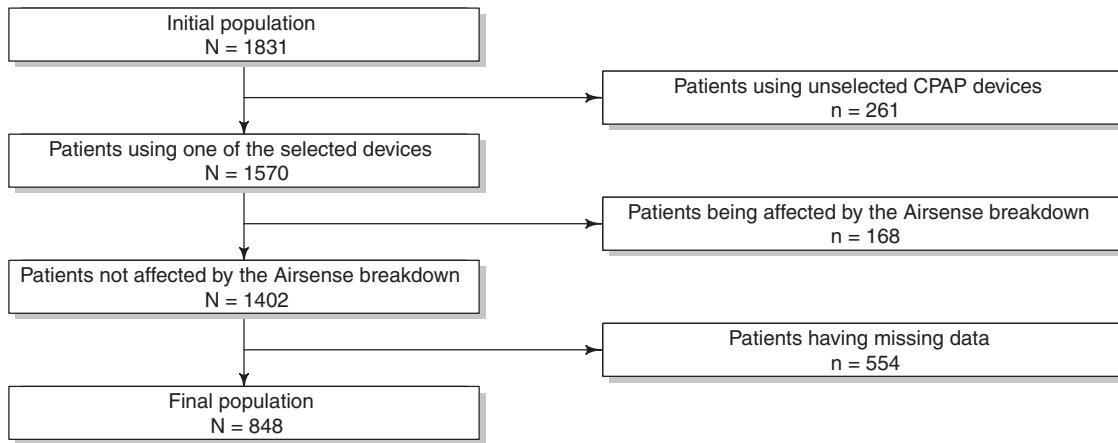 Initial population
N = 1831
Patients using unselected CPAP devices
n = 261
Patients using one of the selected devices
N = 1570
Patients being affected by the Airsense breakdown
n = 168
Patients not affected by the Airsense breakdown
N = 1402
Patients having missing data
n = 554
Final population
N = 848